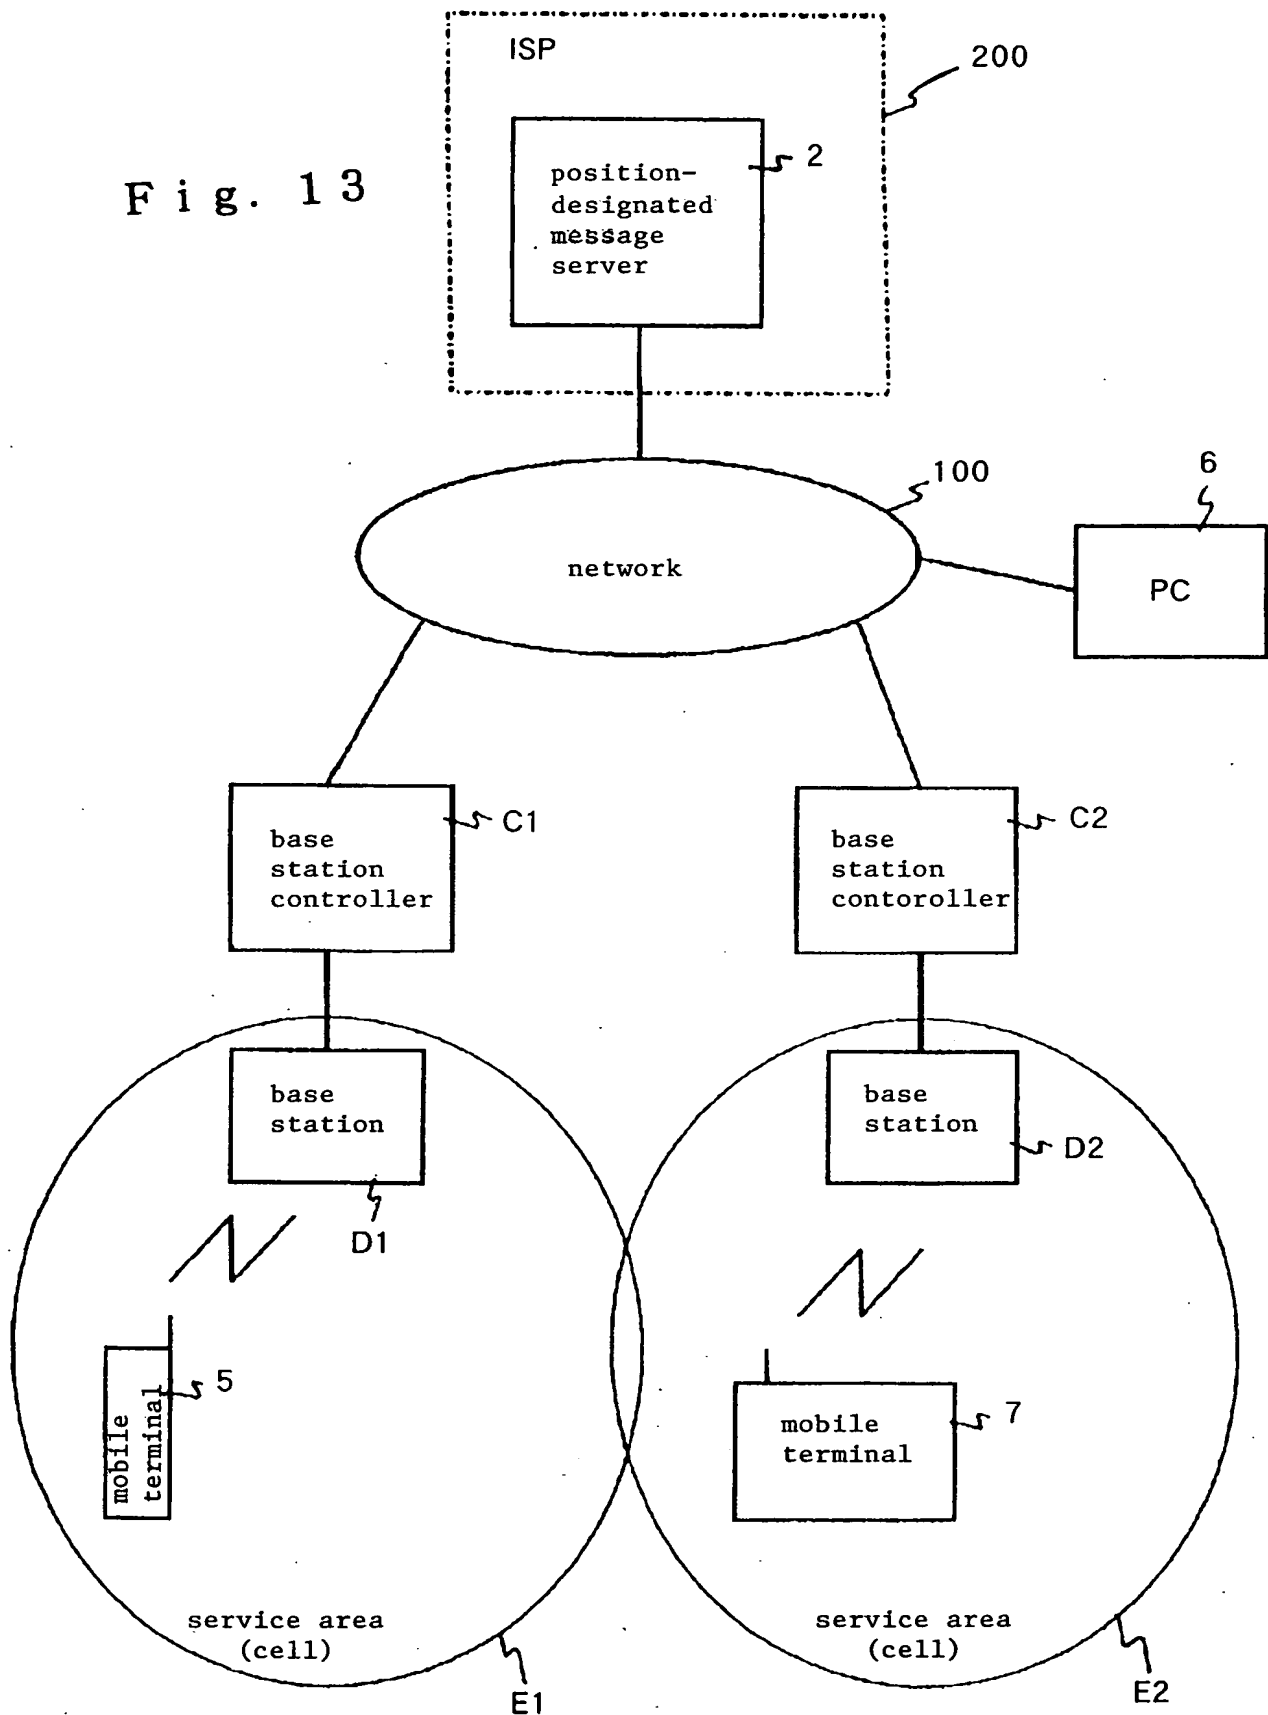 ISP
200
Fig. 13
2
position-
designated
message
server
100
6
network
PC
C1
base
station
controller
C2
base
station
contoroller
base
station
D1
base
station
D2
5
mobile
terminal
7
mobile
terminal
service area
(cell)
E1
service area
(cell)
E2